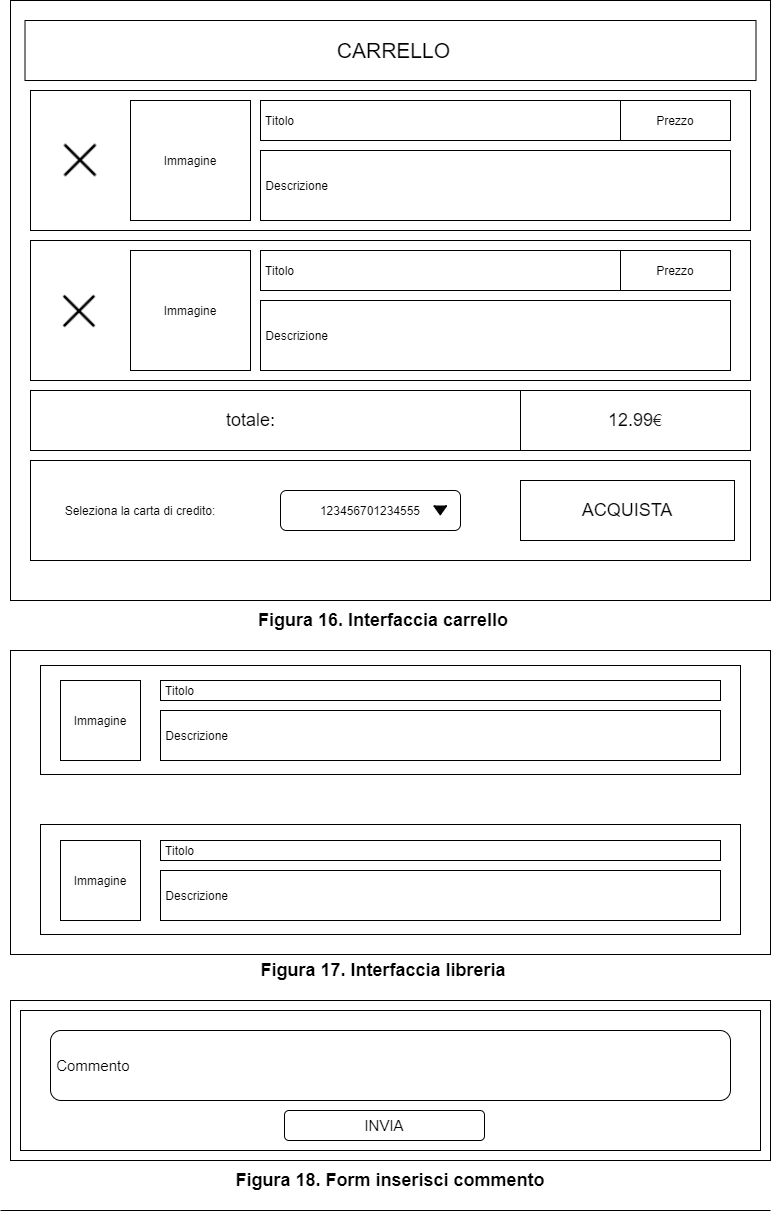 CARRELLO
Immagine
Titolo
Prezzo
Descrizione
Immagine
Titolo
Prezzo
Descrizione
totale:
12.99€
Seleziona la carta di credito:
123456701234555
ACQUISTA
Figura 16. Interfaccia carrello
Immagine
Titolo
Descrizione
Immagine
Titolo
Descrizione
Figura 17. Interfaccia libreria
Commento
INVIA
Figura 18. Form inserisci commento